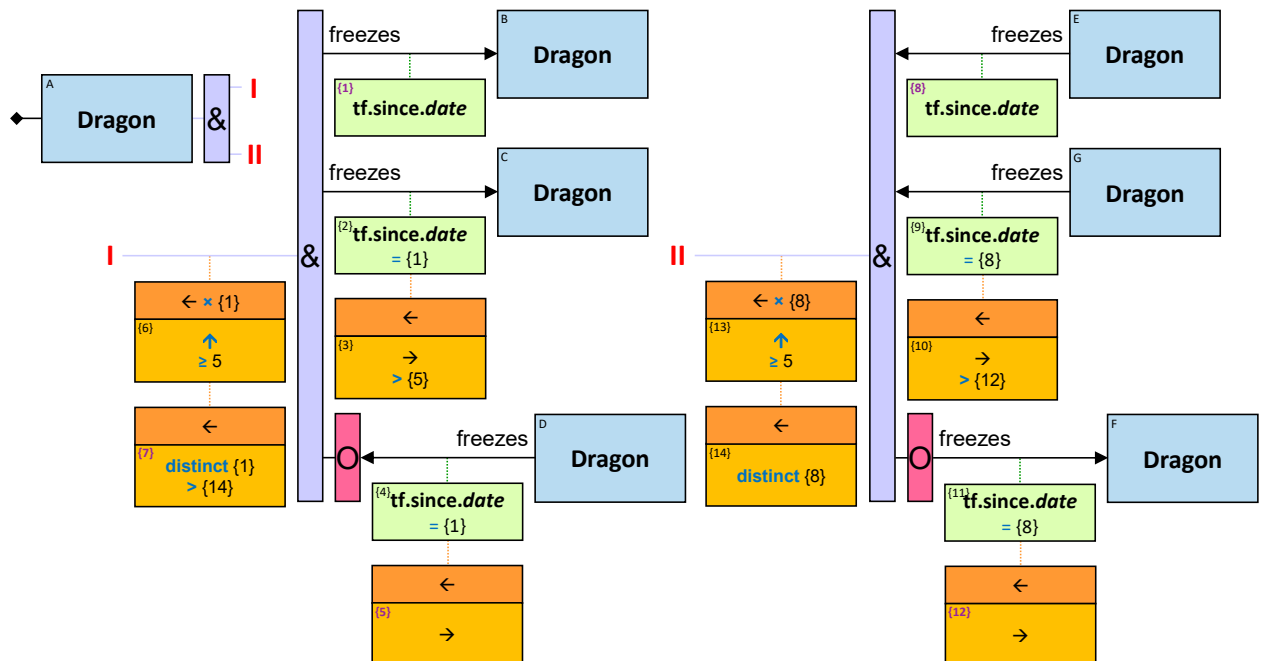 A
Dragon
&
I
II
&
freezes
B
Dragon
{1}
tf.since.date
freezes
C
Dragon
{2}
tf.since.date
= {1}
←
{3}
→
> {5}
I
← × {1}
{6}
↑
≥ 5
←
{7}
distinct {1}
> {14}
O
freezes
D
Dragon
{4}
tf.since.date
= {1}
←
{5}
→
&
freezes
E
Dragon
{8}
tf.since.date
freezes
G
Dragon
{9}
tf.since.date
= {8}
←
{10}
→
> {12}
II
← × {8}
{13}
↑
≥ 5
←
{14}
distinct {8}
O
freezes
F
Dragon
{11}
tf.since.date
= {8}
←
{12}
→